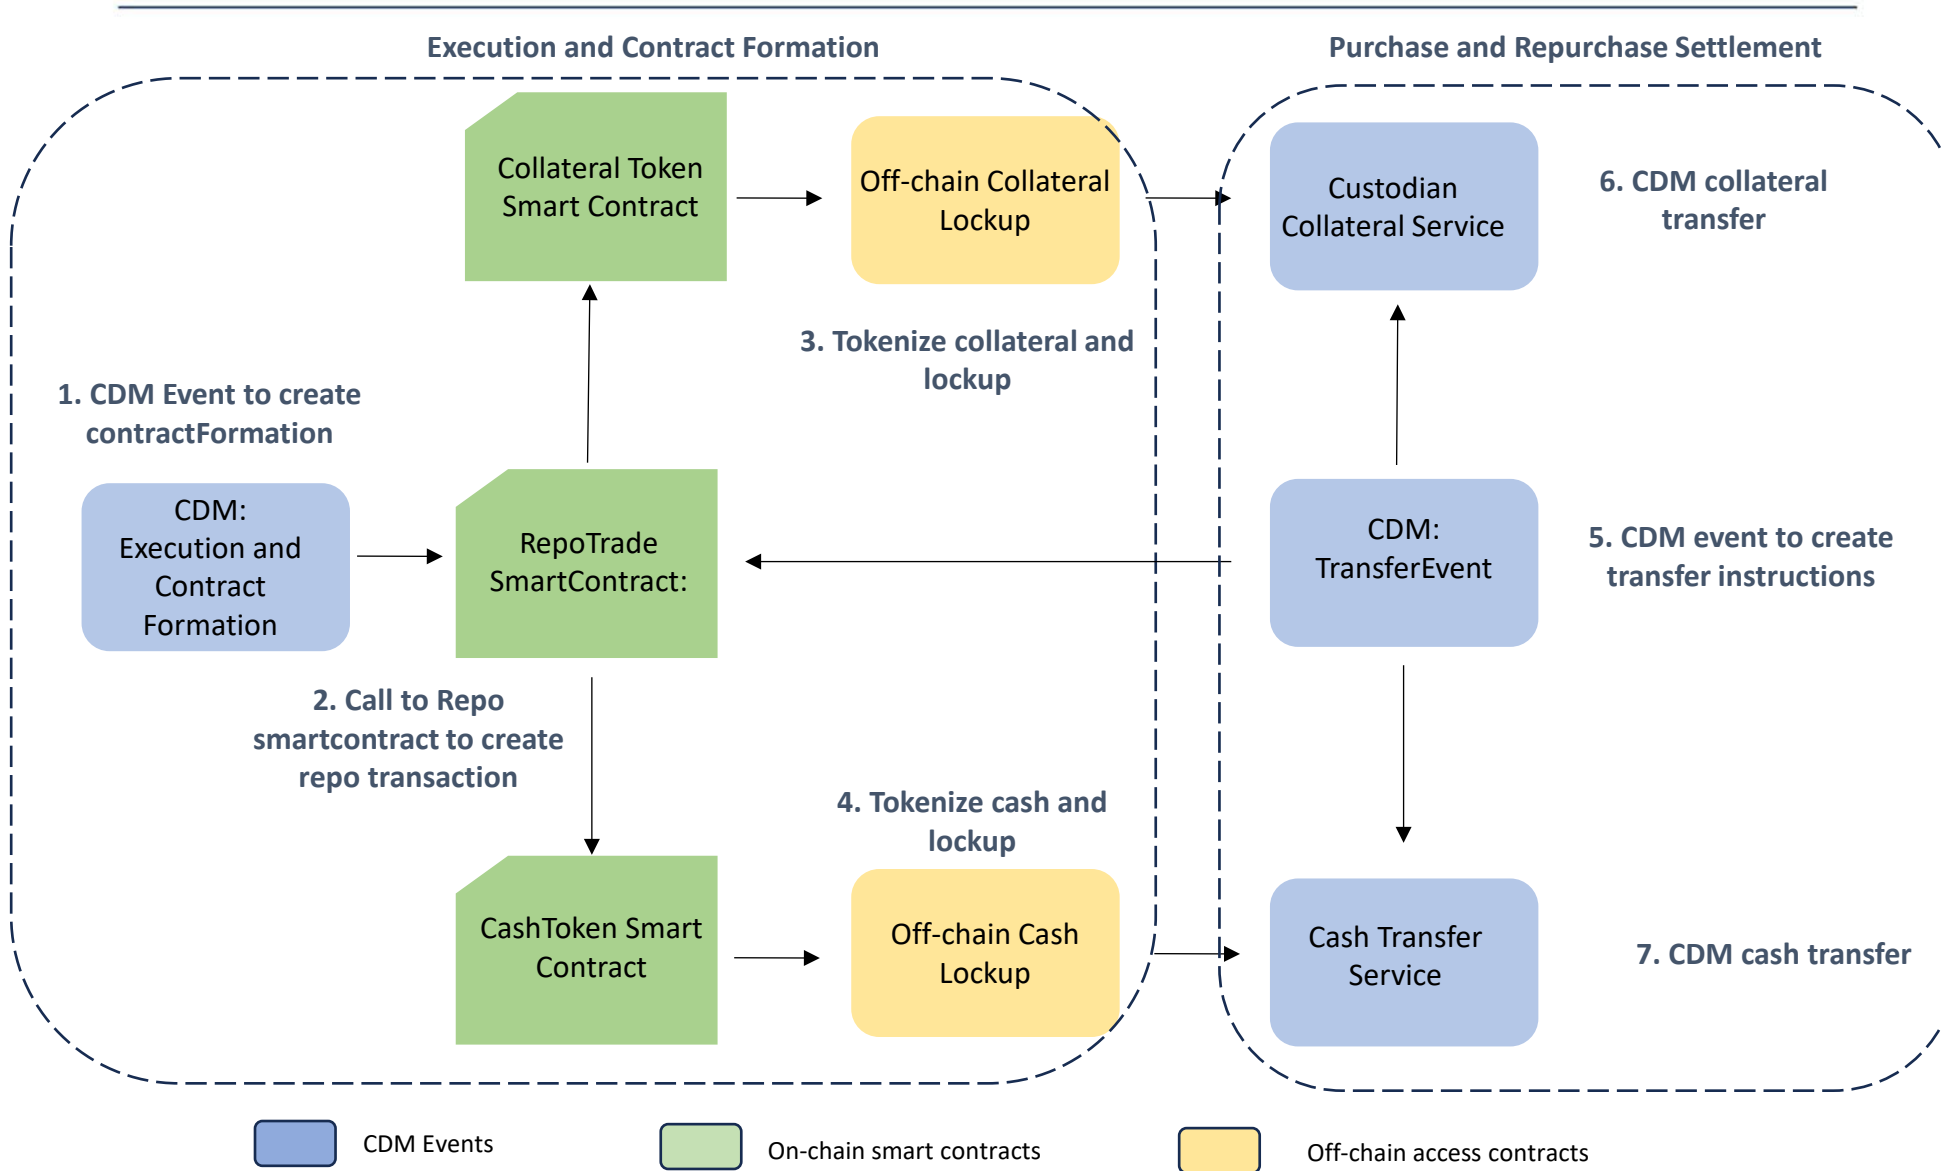 Execution and Contract Formation
Purchase and Repurchase Settlement
Collateral Token
Smart Contract
Off-chain Collateral
Lockup
Custodian
Collateral Service
6. CDM collateral
transfer
3. Tokenize collateral and
lockup
1. CDM Event to create
contractFormation
CDM:
Execution and
Contract
Formation
RepoTrade
SmartContract:
CDM:
TransferEvent
5. CDM event to create
transfer instructions
2. Call to Repo
smartcontract to create
repo transaction
4. Tokenize cash and
lockup
CashToken Smart
Contract
Off-chain Cash
Lockup
Cash Transfer
Service
7. CDM cash transfer
CDM Events
On-chain smart contracts
Off-chain access contracts